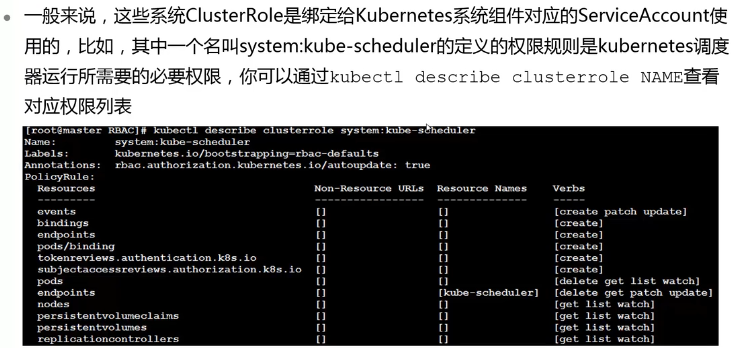 • 一般来说，这些系统ClusterRole是绑定给Kubernetes系统组件对应的ServiceAccount使
用的，比如，其中一个名叫system:kube-scheduler的定义的权限规则是kubernetes调度
器运行所需要的必要权限，你可以通过kubectl describe clusterrole NAME查看
对应权限列表
[root@master RBAC]# kubectl describe clusterrole system:kube-scheduler
Name: system:kube-scheduler
Labels: kubernetes.io/bootstrapping=rbac-defaults
Annotations: rbac.authorization.kubernetes.io/autoupdate: true
PolicyRule:
Resources Non-Resource URLs Resource Names Verbs
--------- ----------------- -------------- -----
events [] [] [create patch update]
bindings [] [] [create]
endpoints [] [] [create]
pods/binding [] [] [create]
tokenreviews.authentication.k8s.io [] [] [create]
subjectaccessreviews.authorization.k8s.io [] [] [create]
pods [] [] [delete get list watch]
endpoints [] [kube-scheduler] [delete get patch update]
nodes [] [] [get list watch]
persistentvolumeclaims [] [] [get list watch]
persistentvolumes [] [] [get list watch]
replicationcontrollers [] [] [get list watch]